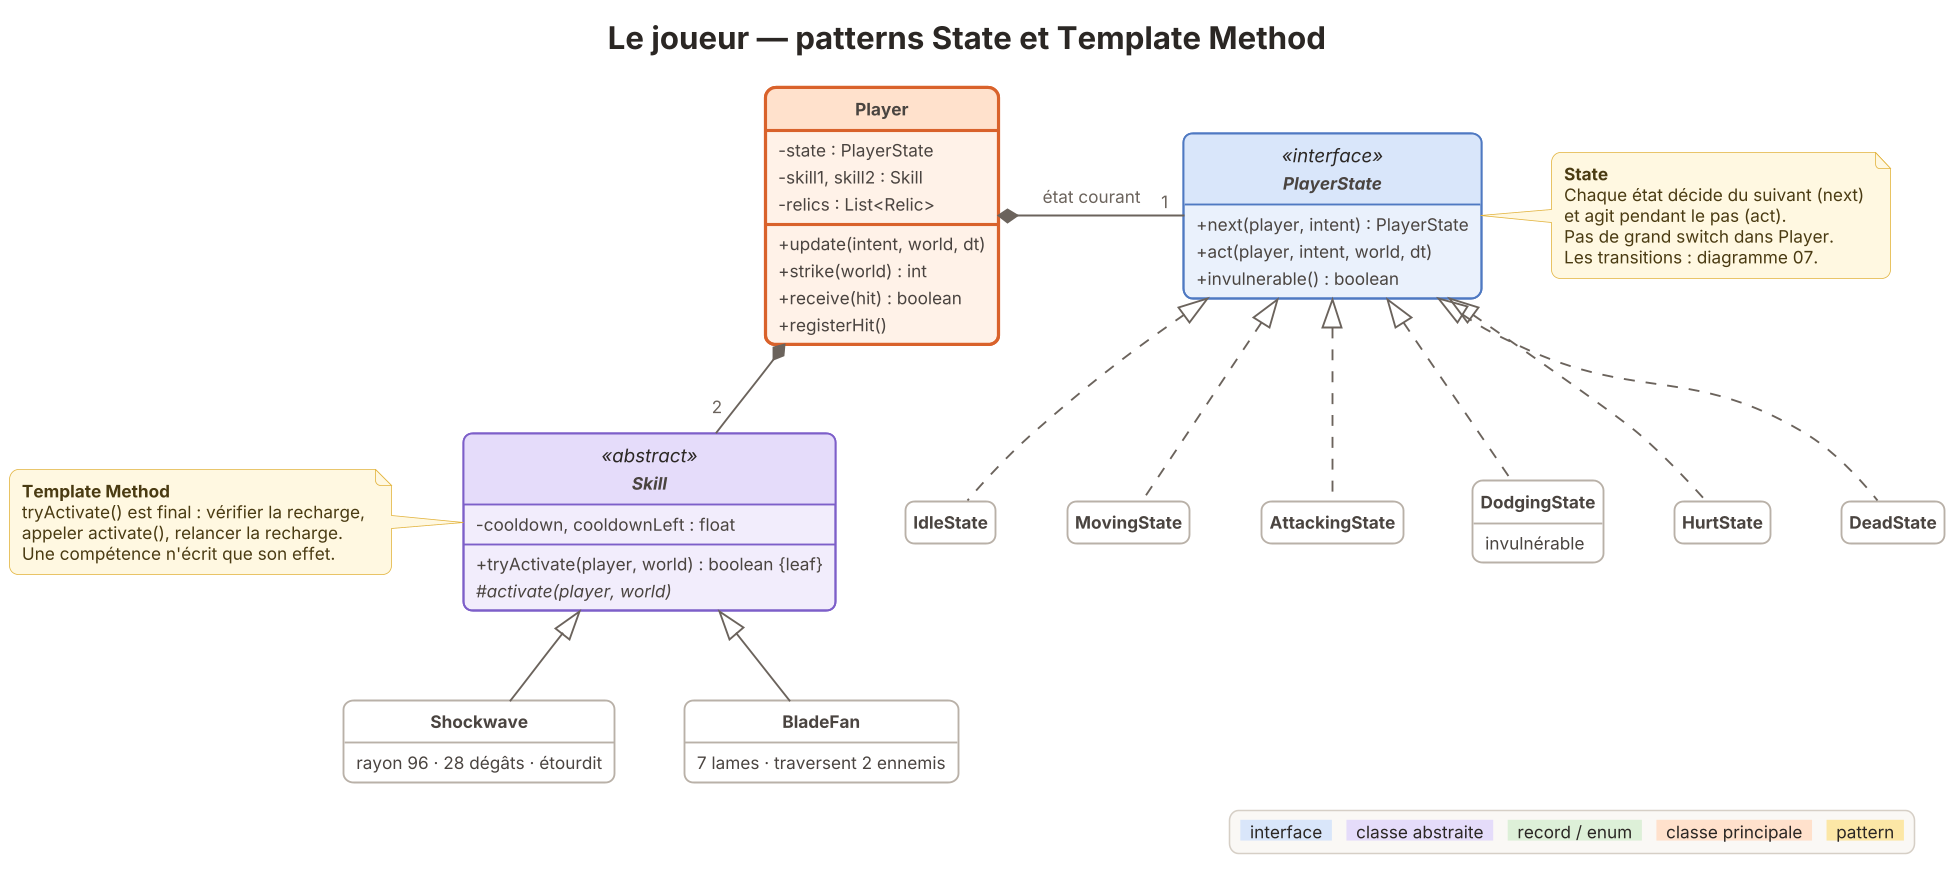 Le joueur — patterns State et Template Method
Player
-state : PlayerState
-skill1, skill2 : Skill
-relics : List<Relic>
+update(intent, world, dt)
+strike(world) : int
+receive(hit) : boolean
+registerHit()
état courant
1
«interface»
PlayerState
+next(player, intent) : PlayerState
+act(player, intent, world, dt)
+invulnerable() : boolean
State
Chaque état décide du suivant (next)
et agit pendant le pas (act).
Pas de grand switch dans Player.
Les transitions : diagramme 07.
2
Template Method
tryActivate() est final : vérifier la recharge,
appeler activate(), relancer la recharge.
Une compétence n'écrit que son effet.
«abstract»
Skill
-cooldown, cooldownLeft : float
+tryActivate(player, world) : boolean {leaf}
#activate(player, world)
IdleState
MovingState
AttackingState
DodgingState
invulnérable
HurtState
DeadState
Shockwave
rayon 96 · 28 dégâts · étourdit
BladeFan
7 lames · traversent 2 ennemis
interface
classe abstraite
record / enum
classe principale
pattern